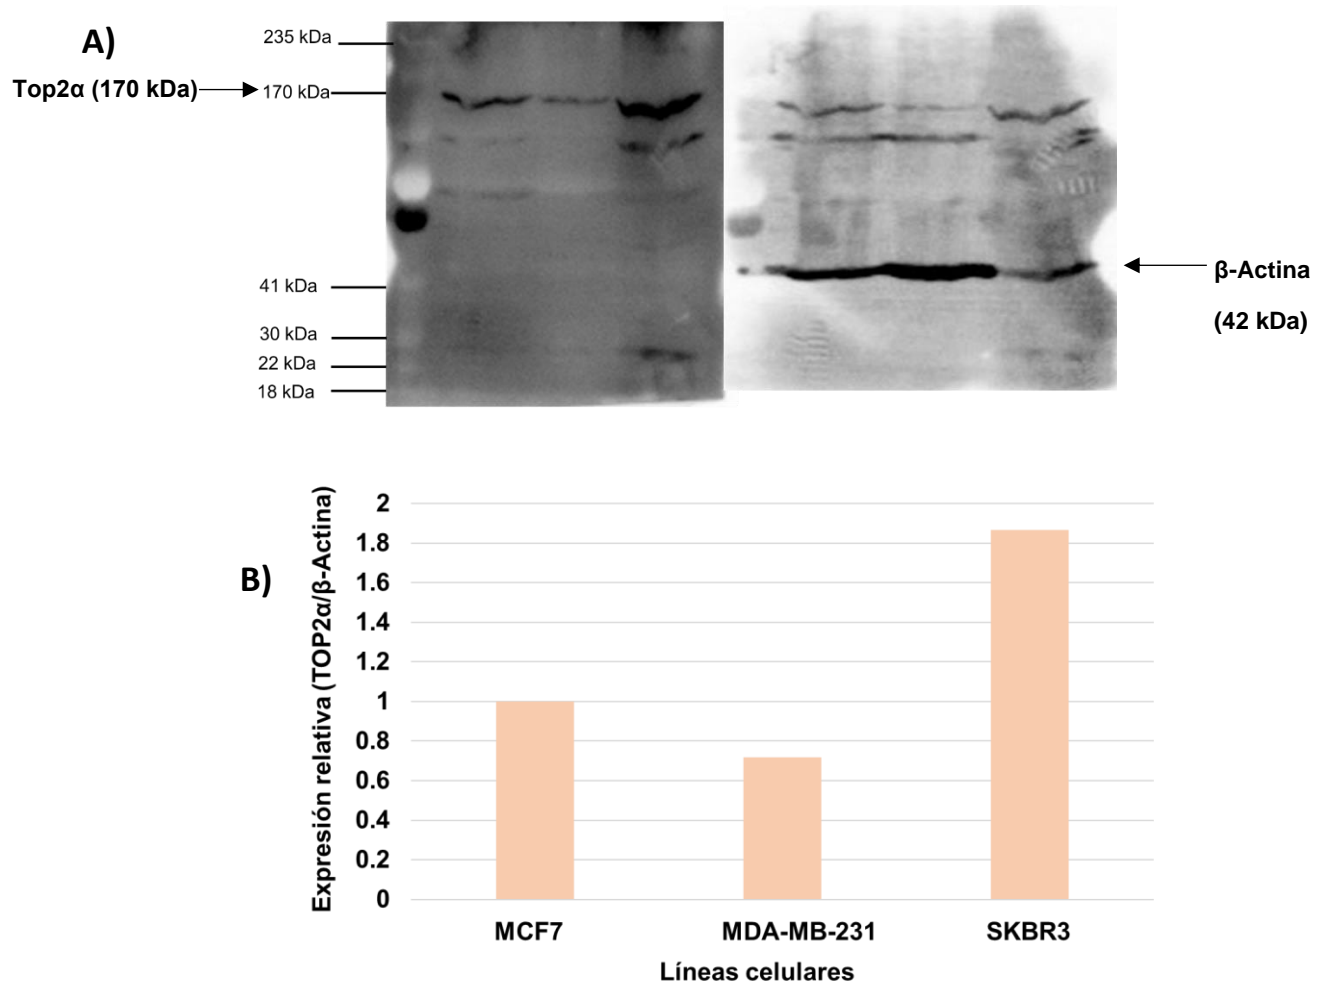 A)
235 kDa
Top2α (170 kDa)
170 kDa
41 kDa
30 kDa
22 kDa
18 kDa
β-Actina
(42 kDa)
B)
Expresión relativa (TOP2α/β-Actina)
2
1.8
1.6
1.4
1.2
1
0.8
0.6
0.4
0.2
0
MCF7 MDA-MB-231 SKBR3
Líneas celulares